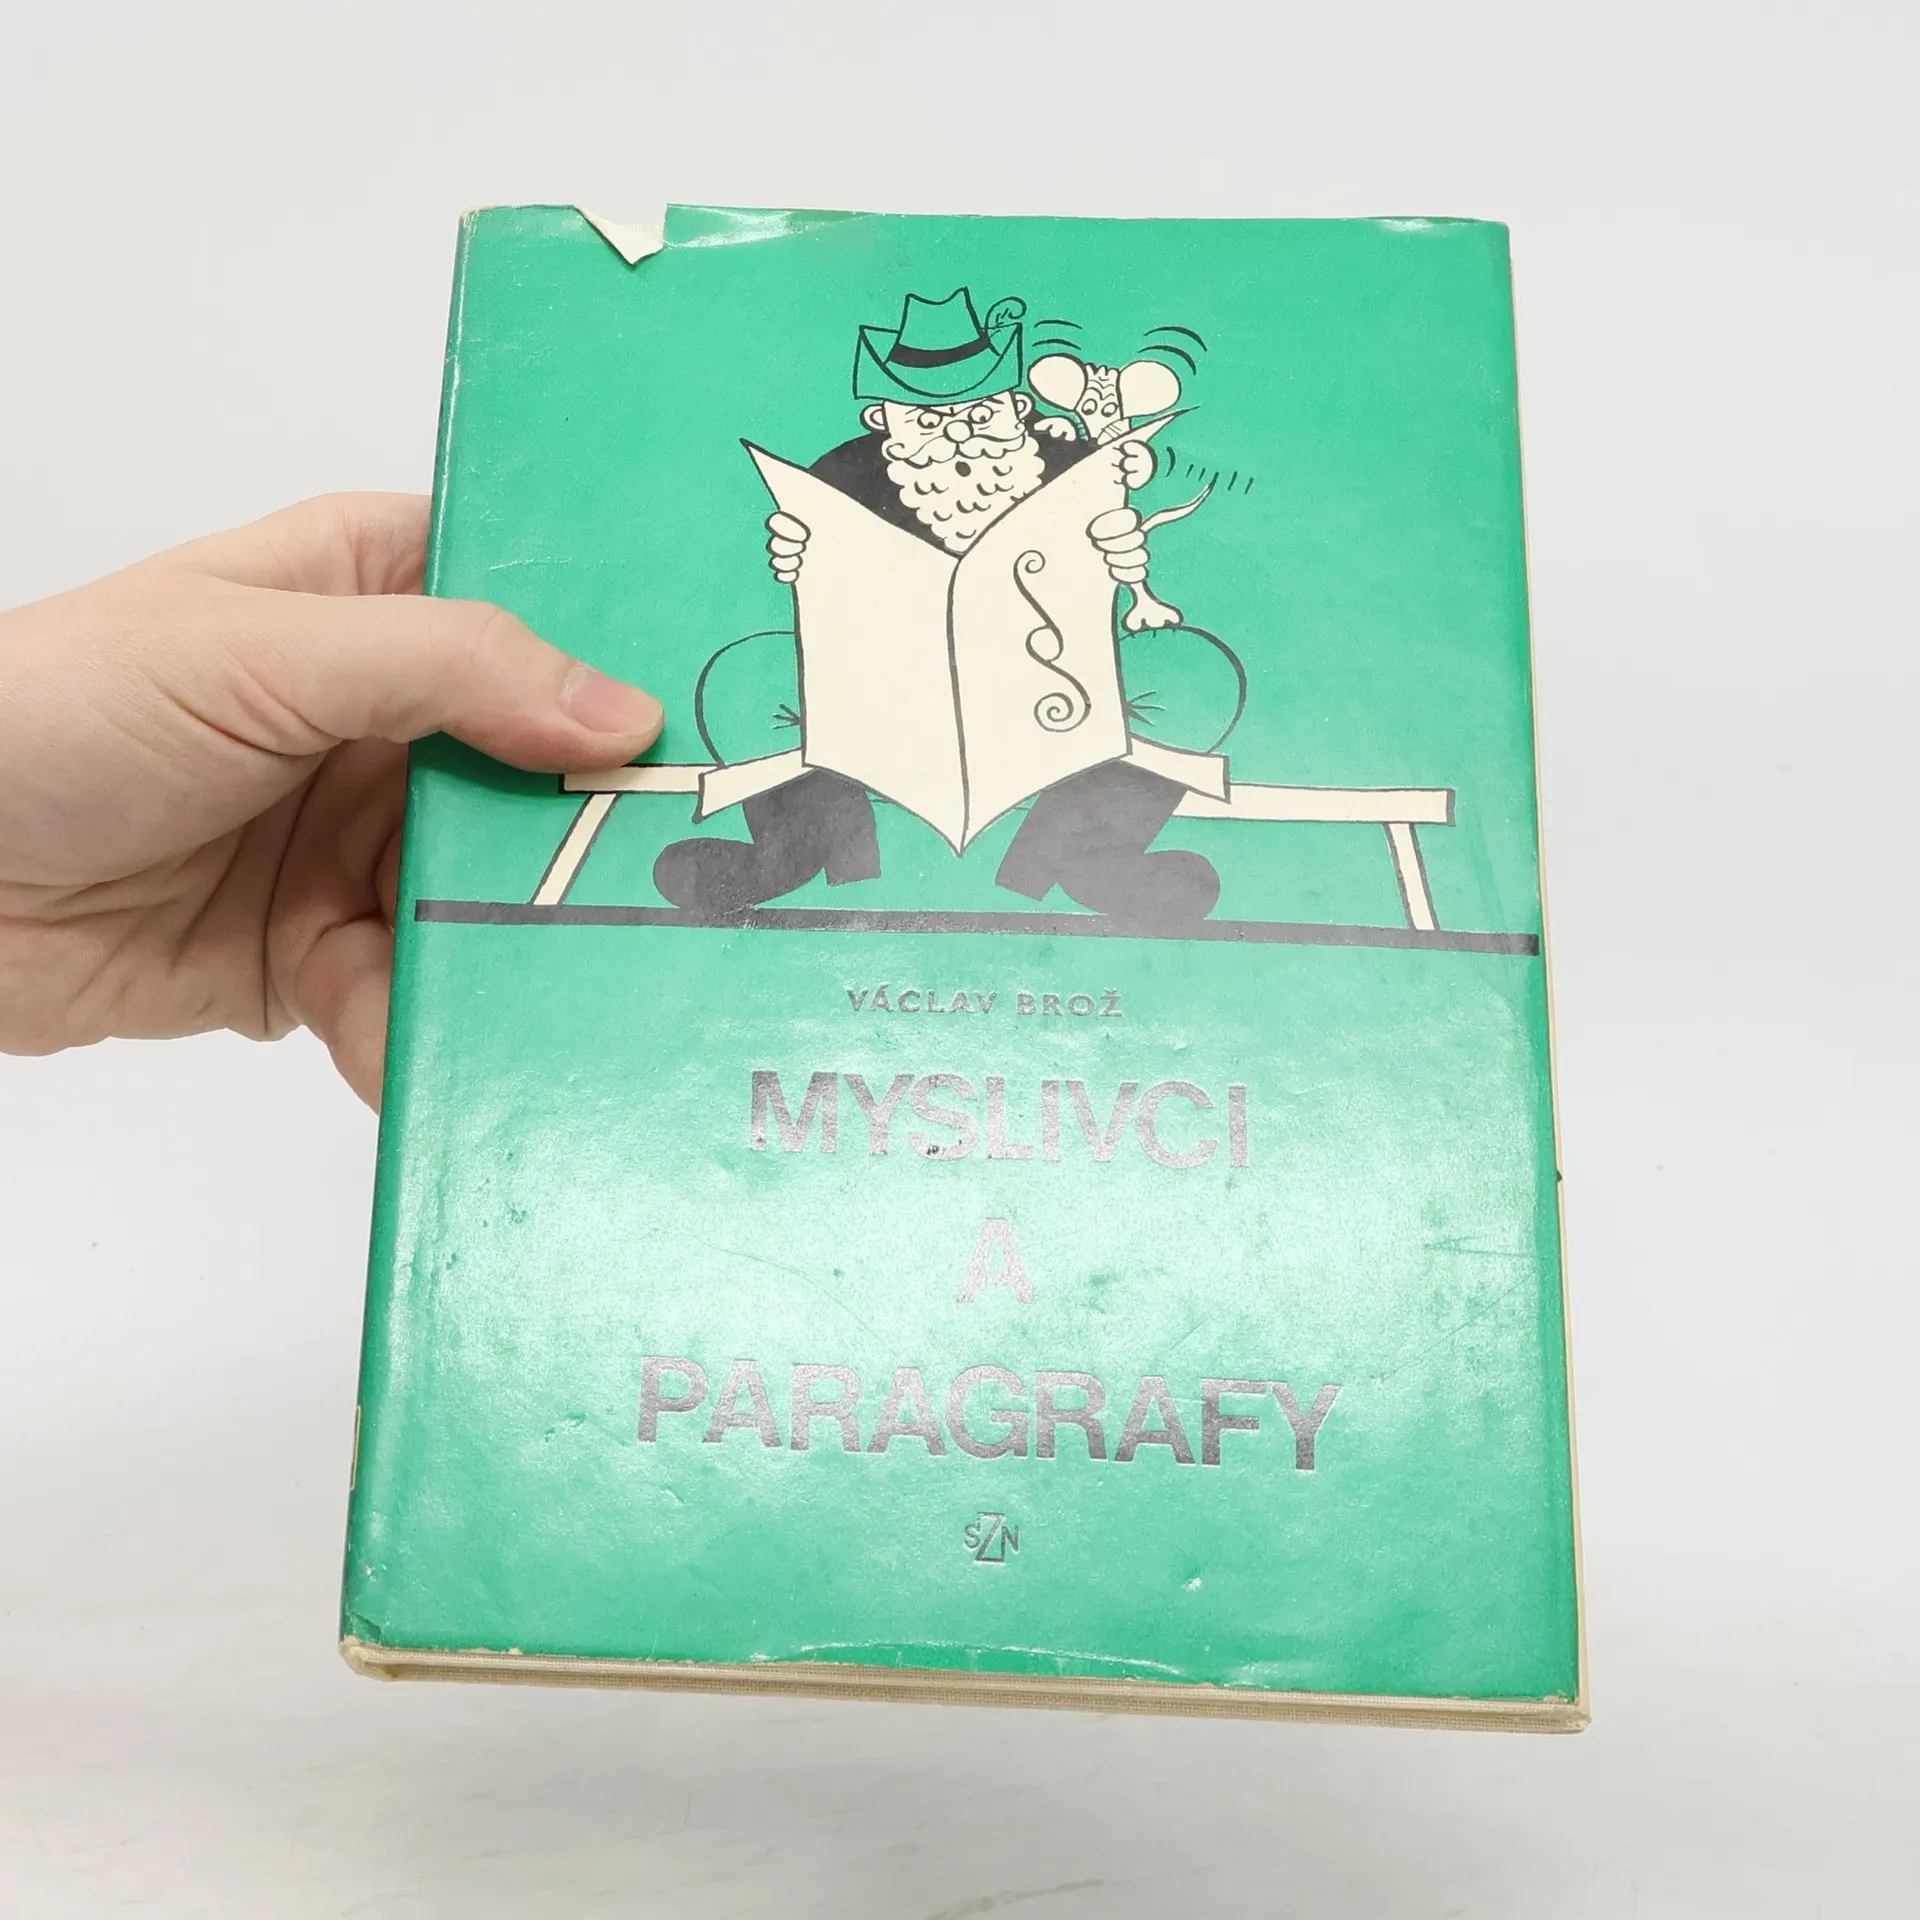 §
VÁCLAV BROŽ
MYSLIVCI
A
PARAGRAFY
SZN